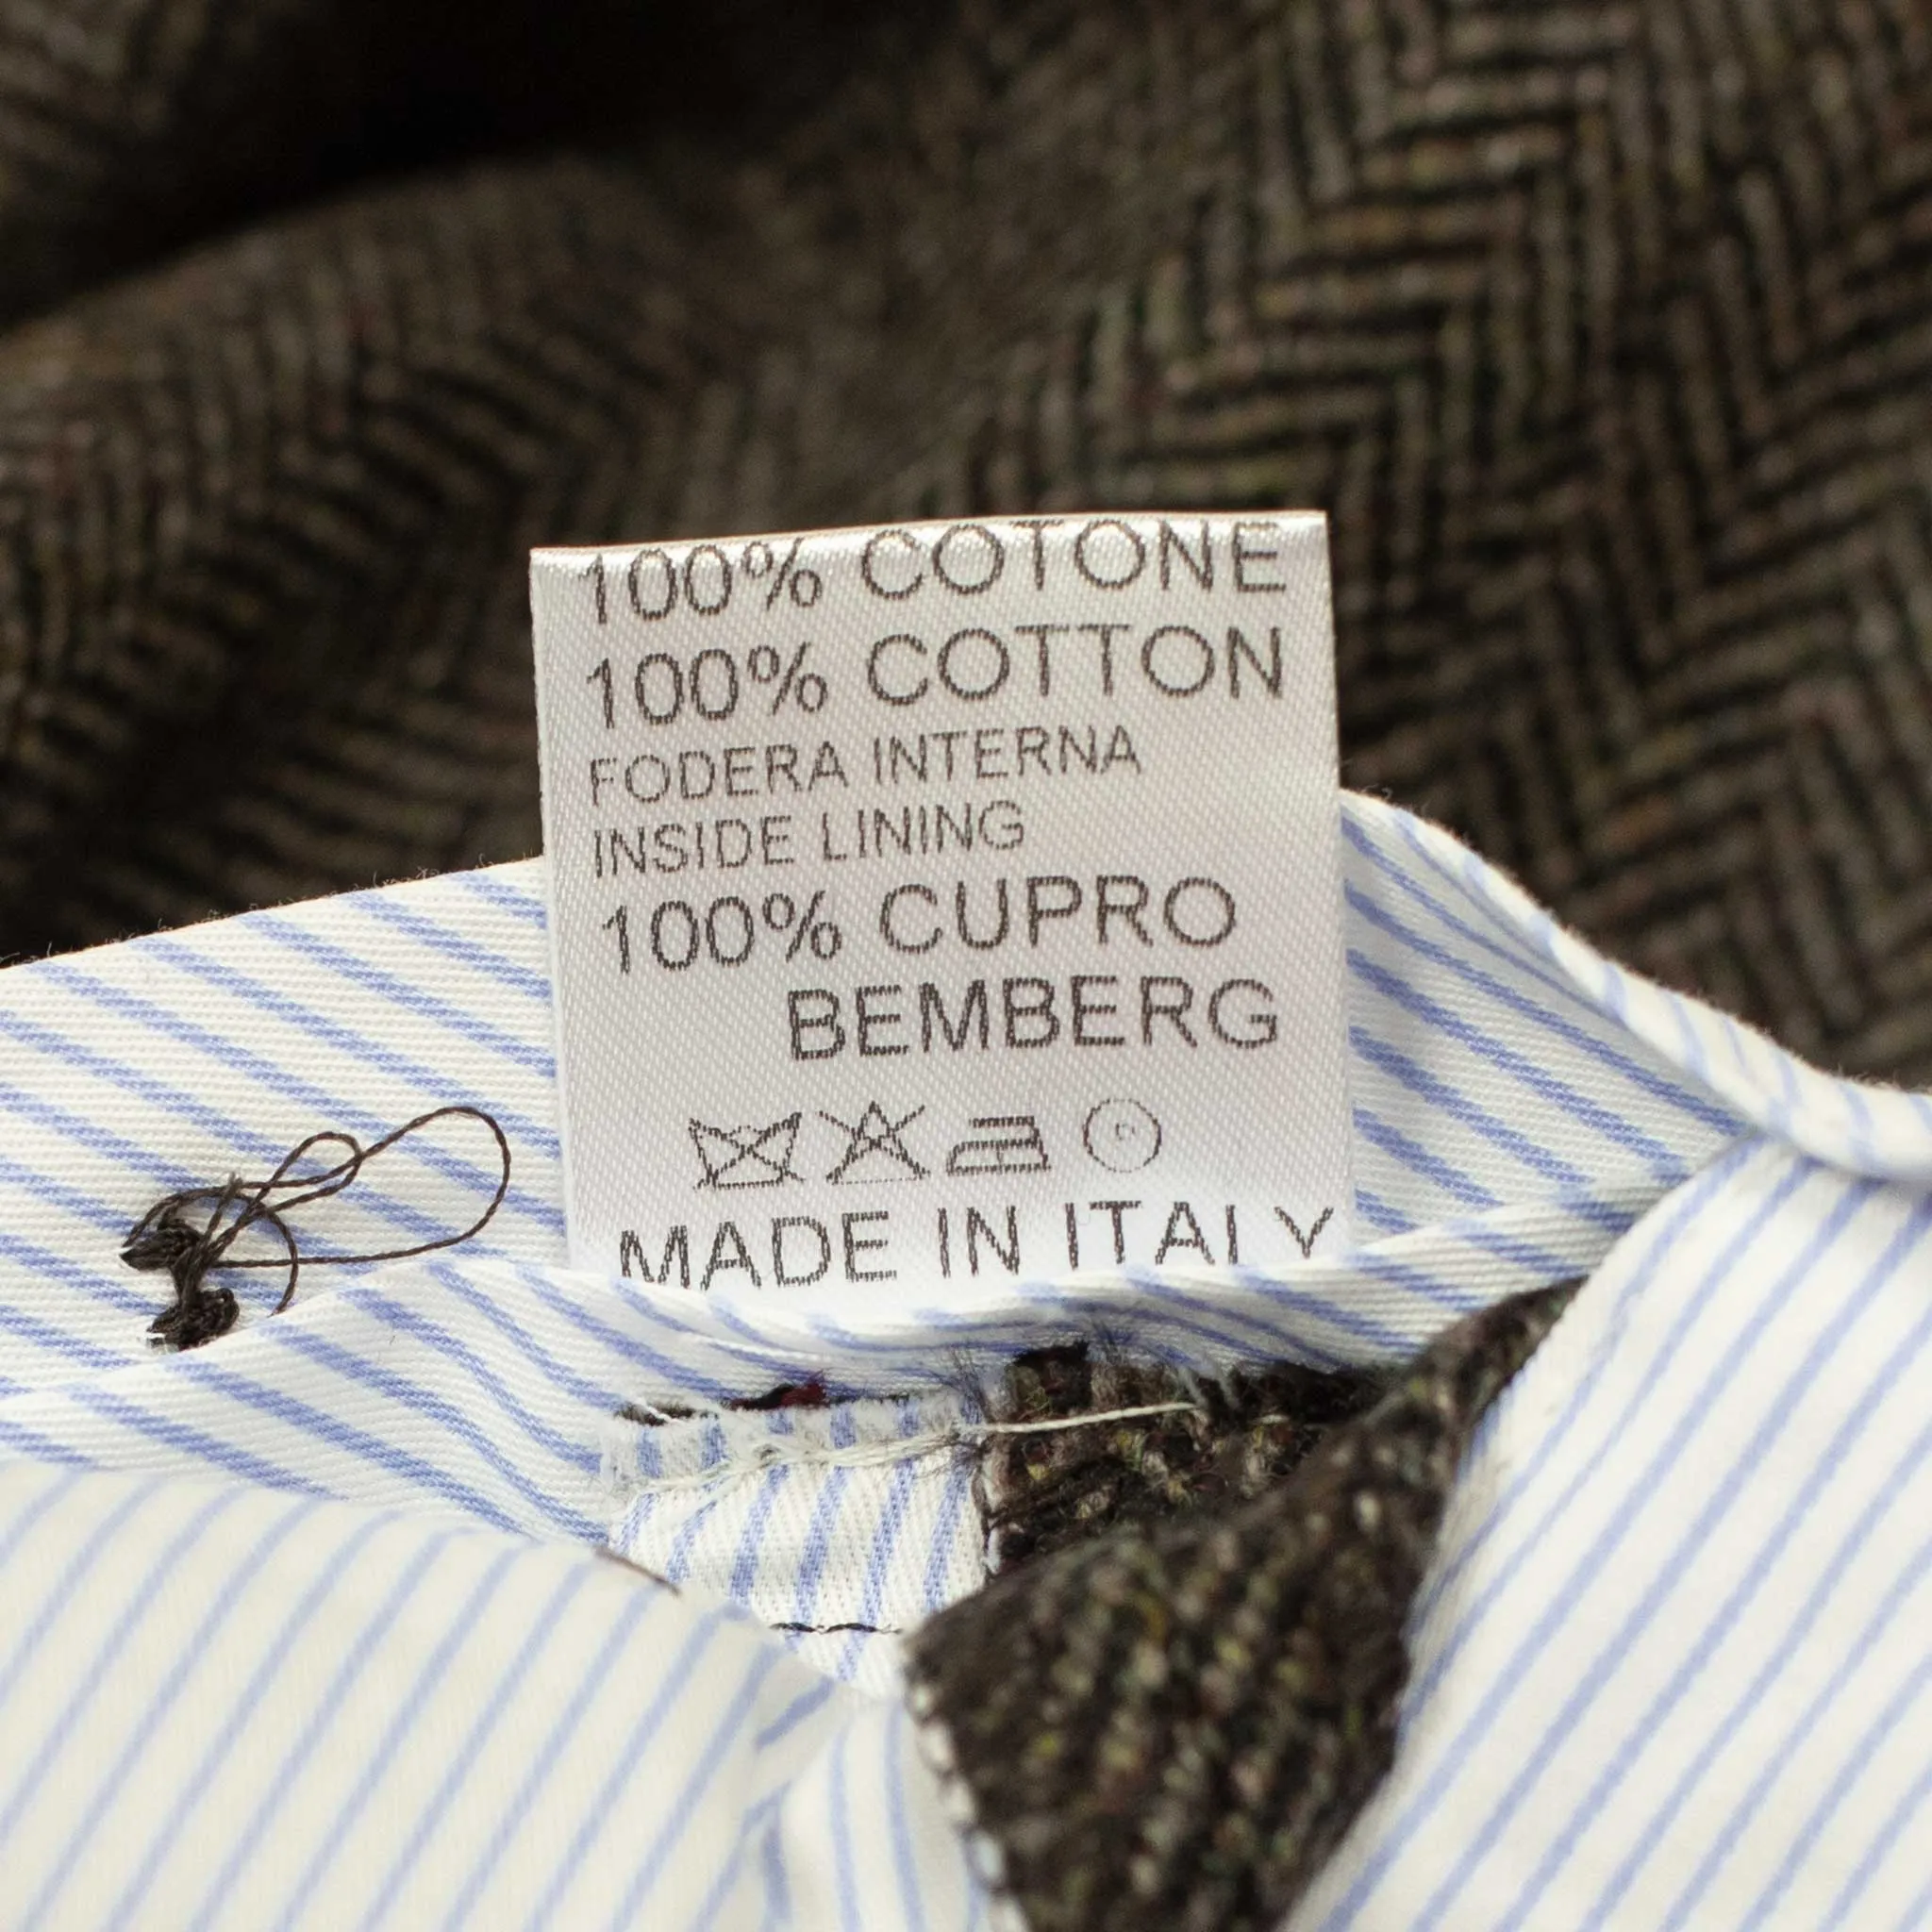 100% COTONE
100% COTTON
FODERA INTERNA
INSIDE LINING
100% CUPRO
BEMBERG
MADE IN ITALY